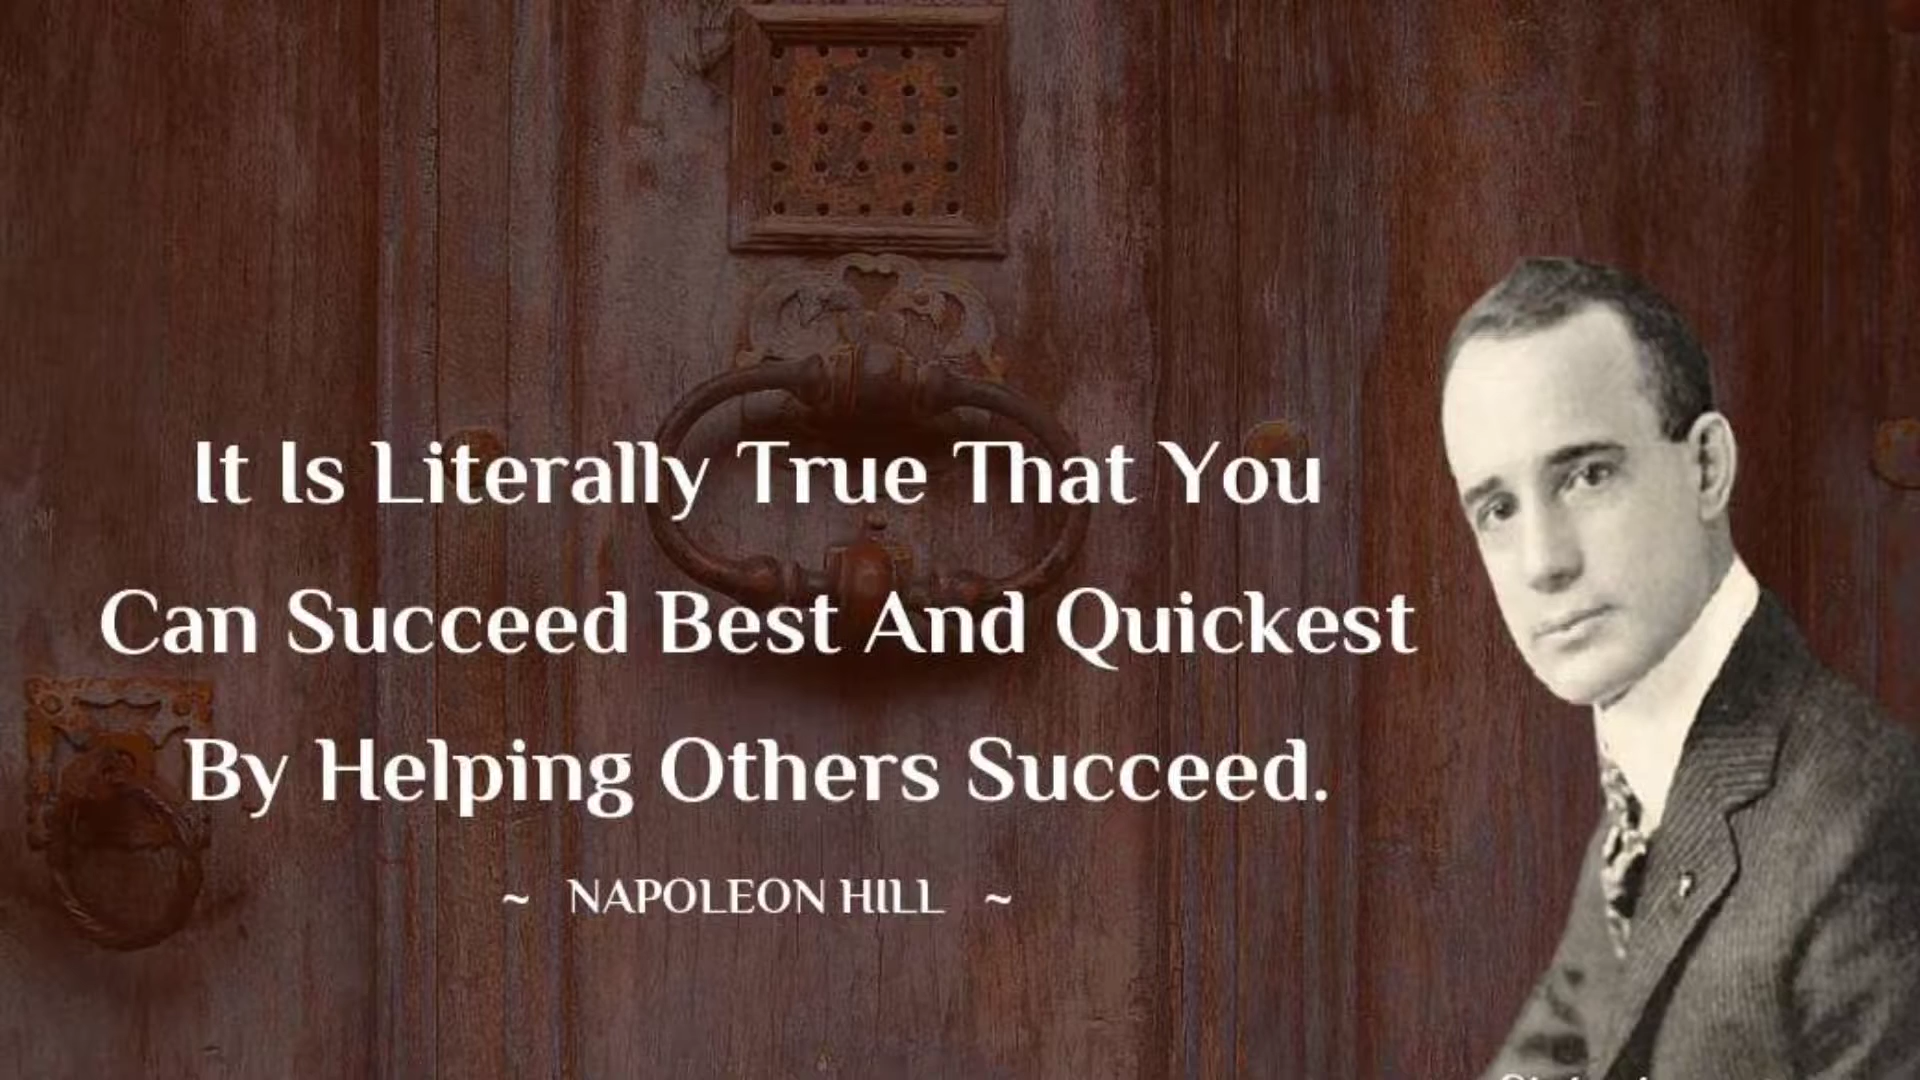 It Is Literally True That You
Can Succeed Best And Quickest
By Helping Others Succeed.
~ NAPOLEON HILL ~